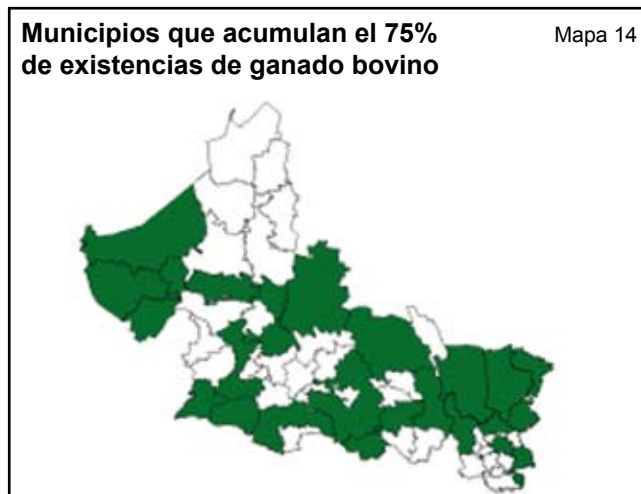 Municipios que acumulan el 75%
de existencias de ganado bovino
Mapa 14